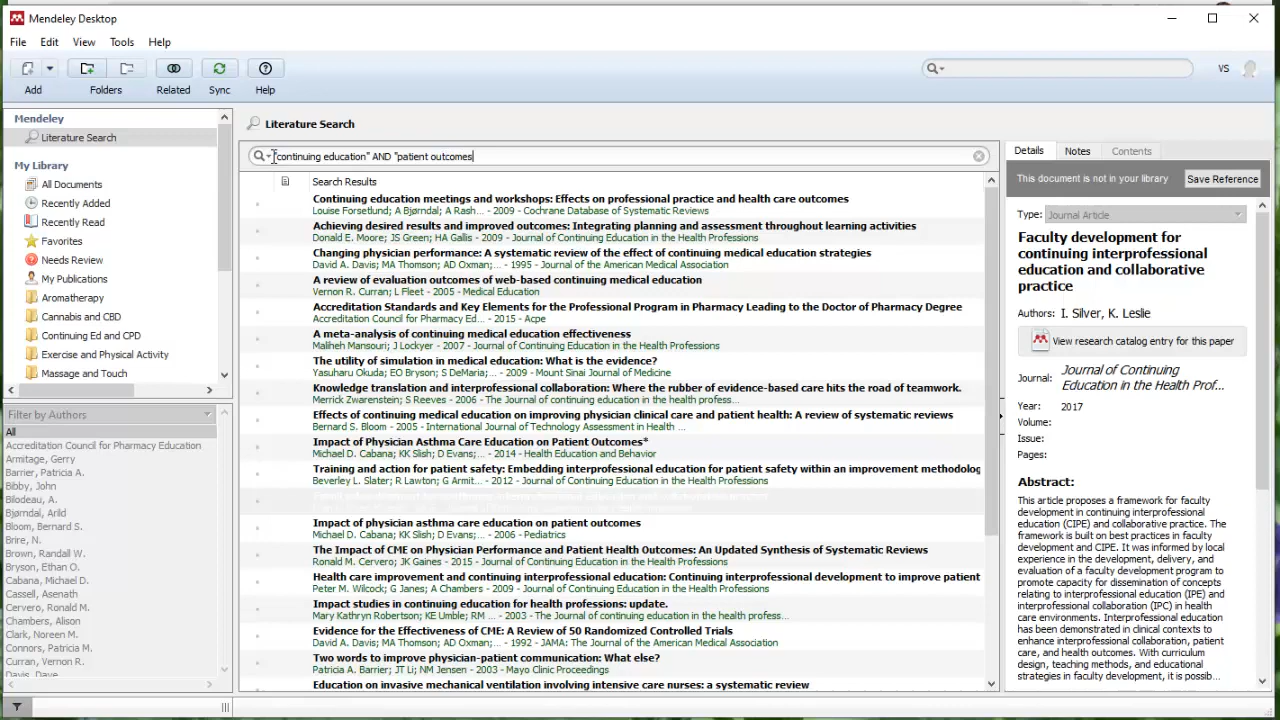 Mendeley Desktop
File Edit View Tools Help
Add Folders Related Sync Help
VS
Mendeley
Literature Search
My Library
All Documents
Recently Added
Recently Read
Favorites
Needs Review
My Publications
Aromatherapy
Cannabis and CBD
Continuing Ed and CPD
Exercise and Physical Activity
Massage and Touch
Filter by Authors
All
Accreditation Council for Pharmacy Education
Armitage, Gerry
Barrier, Patricia A.
Bibby, John
Bilodeau, A.
Bjørndal, Arild
Bloom, Bernard S.
Brire, N.
Brown, Randall W.
Bryson, Ethan O.
Cabana, Michael D.
Cassell, Asenath
Cervero, Ronald M.
Chambers, Alison
Clark, Noreen M.
Connors, Patricia M.
Curran, Vernon R.
Davis, Dave
Literature Search
"continuing education" AND "patient outcomes
Search Results
Continuing education meetings and workshops: Effects on professional practice and health care outcomes
Louise Forsetlund; A Bjørndal; A Rash... - 2009 - Cochrane Database of Systematic Reviews
Achieving desired results and improved outcomes: Integrating planning and assessment throughout learning activities
Donald E. Moore; JS Green; HA Gallis - 2009 - Journal of Continuing Education in the Health Professions
Changing physician performance: A systematic review of the effect of continuing medical education strategies
David A. Davis; MA Thomson; AD Oxman;... - 1995 - Journal of the American Medical Association
A review of evaluation outcomes of web-based continuing medical education
Vernon R. Curran; L Fleet - 2005 - Medical Education
Accreditation Standards and Key Elements for the Professional Program in Pharmacy Leading to the Doctor of Pharmacy Degree
Accreditation Council for Pharmacy Ed... - 2015 - Acpe
A meta-analysis of continuing medical education effectiveness
Maliheh Mansouri; J Lockyer - 2007 - Journal of Continuing Education in the Health Professions
The utility of simulation in medical education: What is the evidence?
Yasuharu Okuda; EO Bryson; S DeMaria;... - 2009 - Mount Sinai Journal of Medicine
Knowledge translation and interprofessional collaboration: Where the rubber of evidence-based care hits the road of teamwork.
Merrick Zwarenstein; S Reeves - 2006 - The Journal of continuing education in the health profess...
Effects of continuing medical education on improving physician clinical care and patient health: A review of systematic reviews
Bernard S. Bloom - 2005 - International Journal of Technology Assessment in Health ...
Impact of Physician Asthma Care Education on Patient Outcomes*
Michael D. Cabana; KK Slish; D Evans;... - 2014 - Health Education and Behavior
Training and action for patient safety: Embedding interprofessional education for patient safety within an improvement methodolog
Beverley L. Slater; R Lawton; G Armit... - 2012 - Journal of Continuing Education in the Health Professions
Impact of physician asthma care education on patient outcomes
Michael D. Cabana; KK Slish; D Evans;... - 2006 - Pediatrics
The Impact of CME on Physician Performance and Patient Health Outcomes: An Updated Synthesis of Systematic Reviews
Ronald M. Cervero; JK Gaines - 2015 - Journal of Continuing Education in the Health Professions
Health care improvement and continuing interprofessional education: Continuing interprofessional development to improve patient
Peter M. Wilcock; G Janes; A Chambers - 2009 - Journal of Continuing Education in the Health Professions
Impact studies in continuing education for health professions: update.
Mary Kathryn Robertson; KE Umble; RM ... - 2003 - The Journal of continuing education in the health profess...
Evidence for the Effectiveness of CME: A Review of 50 Randomized Controlled Trials
David A. Davis; MA Thomson; AD Oxman;... - 1992 - JAMA: The Journal of the American Medical Association
Two words to improve physician-patient communication: What else?
Patricia A. Barrier; JT Li; NM Jensen - 2003 - Mayo Clinic Proceedings
Education on invasive mechanical ventilation involving intensive care nurses: a systematic review
Details Notes Contents
This document is not in your library Save Reference
Type: Journal Article
Faculty development for
continuing interprofessional
education and collaborative
practice
Authors: I. Silver, K. Leslie
View research catalog entry for this paper
Journal: Journal of Continuing
Education in the Health Prof...
Year: 2017
Volume:
Issue:
Pages:
Abstract:
This article proposes a framework for faculty
development in continuing interprofessional
education (CIPE) and collaborative practice. The
framework is built on best practices in faculty
development and CIPE. It was informed by local
experience in the development, delivery, and
evaluation of a faculty development program to
promote capacity for dissemination of concepts
relating to interprofessional education (IPE) and
interprofessional collaboration (IPC) in health
care environments. Interprofessional education
has been demonstrated in clinical contexts to
enhance interprofessional collaboration, patient
care, and health outcomes. With curriculum
design, teaching methods, and educational
strategies in faculty development, it is possib...